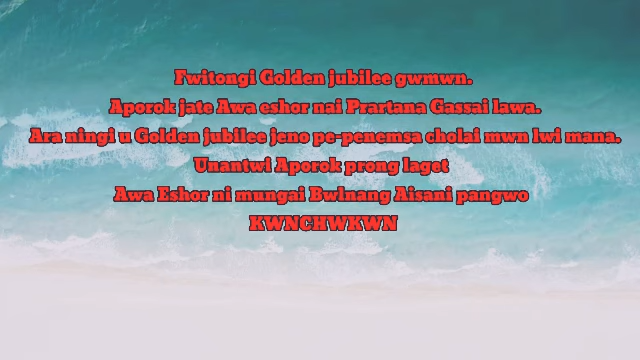 Fwitongi Golden jubilee gwmwn.
Aporok jate Awa eshor nai Prartana Gassai lawa.
Ara ningi u Golden jubilee jeno pe-penemsa cholai mwn lwi mana.
Unantwi Aporok prong laget
Awa Eshor ni mungai Bwlnang Aisani pangwo
KWNCHWKWN